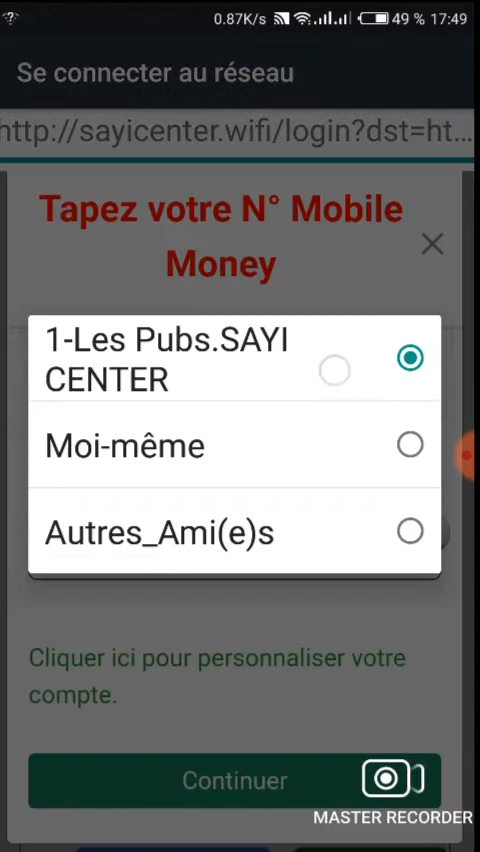 0.87K/s 49 % 17:49
Se connecter au réseau
http://sayicenter.wifi/login?dst=ht...
Tapez votre N° Mobile
Money
1-Les Pubs.SAYI
CENTER
Moi-même
Autres_Ami(e)s
Cliquer ici pour personnaliser votre
compte.
Continuer
MASTER RECORDER